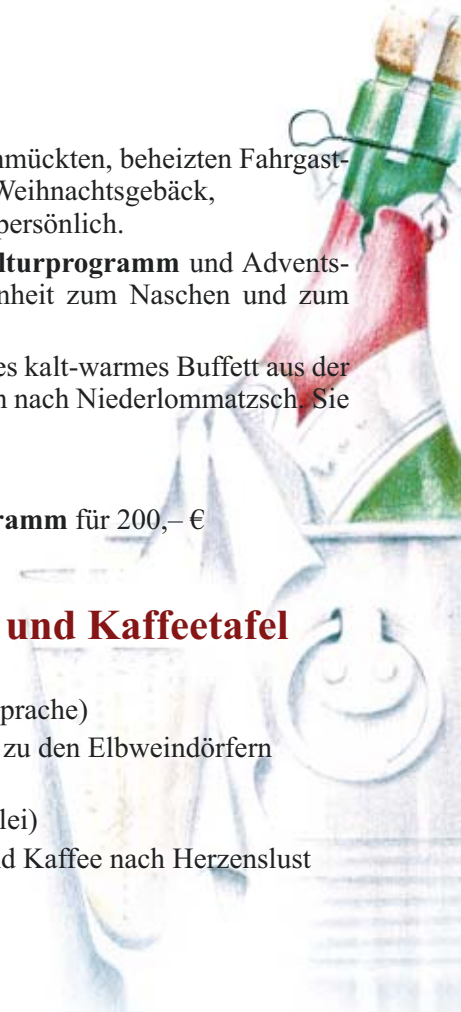 hmückten, beheizten Fahrgast-
Weihnachtsgebäck,
persönlich.
lturprogramm und Advents-
nheit zum Naschen und zum
es kalt-warmes Buffett aus der
n nach Niederlommatzsch. Sie
ramm für 200,– €
und Kaffeetafel
prache)
zu den Elbweindörfern
lei)
d Kaffee nach Herzenslust